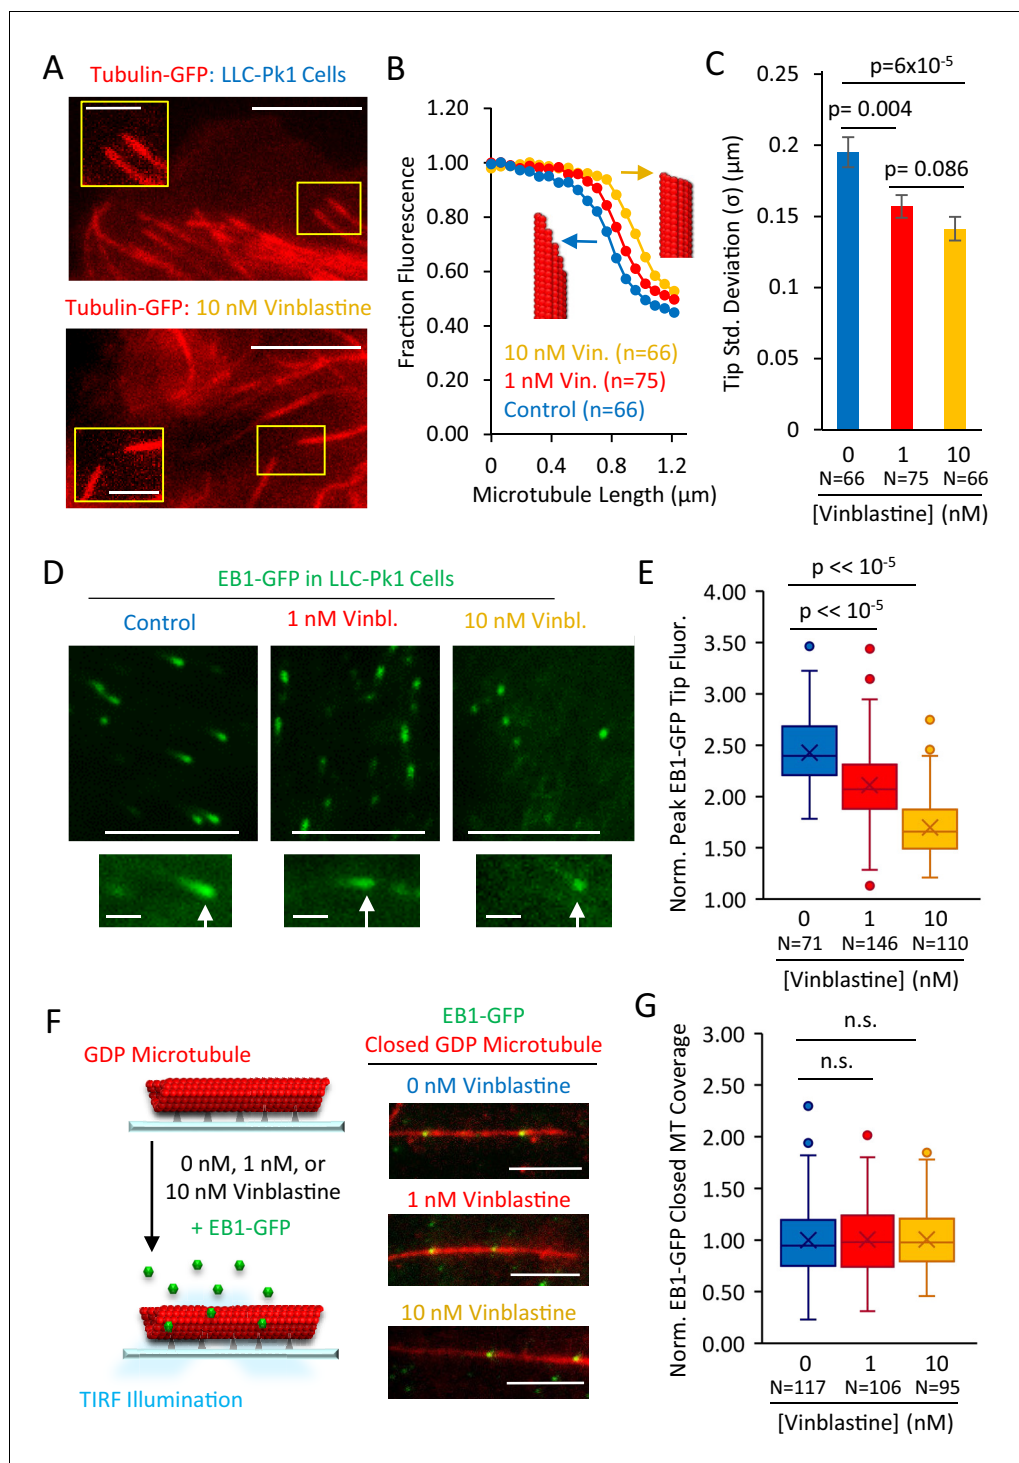 A
Tubulin-GFP: LLC-Pk1 Cells
Tubulin-GFP: 10 nM Vinblastine
B
Fraction Fluorescence
1.20
1.00
0.80
0.60
0.40
0.20
0.00
10 nM Vin. (n=66)
1 nM Vin. (n=75)
Control (n=66)
0 0.4 0.8 1.2
Microtubule Length (μm)
C
Tip Std. Deviation (σ) (μm)
0.25
0.2
0.15
0.1
0.05
0
p=6x10⁻⁵
p= 0.004
p= 0.086
0 1 10
N=66 N=75 N=66
[Vinblastine] (nM)
D
EB1-GFP in LLC-Pk1 Cells
Control 1 nM Vinbl. 10 nM Vinbl.
E
Norm. Peak EB1-GFP Tip Fluor.
4.00
3.50
3.00
2.50
2.00
1.50
1.00
p << 10⁻⁵
p << 10⁻⁵
0 1 10
N=71 N=146 N=110
[Vinblastine] (nM)
F
GDP Microtubule
0 nM, 1 nM, or
10 nM Vinblastine
+ EB1-GFP
TIRF Illumination
EB1-GFP
Closed GDP Microtubule
0 nM Vinblastine
1 nM Vinblastine
10 nM Vinblastine
G
Norm. EB1-GFP Closed MT Coverage
3.00
2.50
2.00
1.50
1.00
0.50
0.00
n.s.
n.s.
0 1 10
N=117 N=106 N=95
[Vinblastine] (nM)